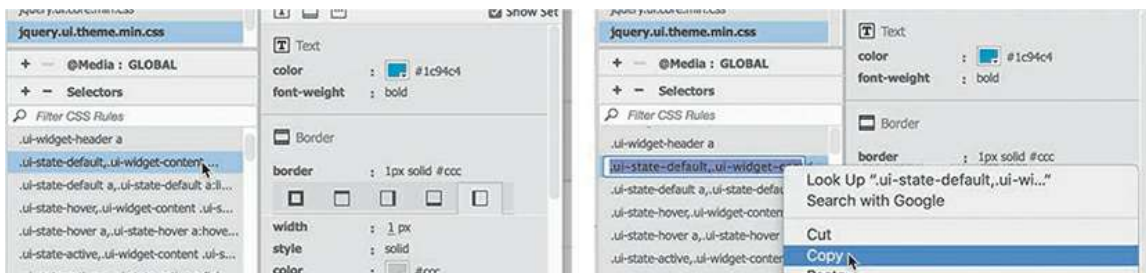 Show Set
jquery.ui.theme.min.css
+ − @Media : GLOBAL
+ − Selectors
Filter CSS Rules
.ui-widget-header a
.ui-state-default,.ui-widget-content ...
.ui-state-default a,.ui-state-default a:li...
.ui-state-hover,.ui-widget-content .ui-s...
.ui-state-hover a,.ui-state-hover a:hove...
.ui-state-active,.ui-widget-content .ui-s...
T Text
color : #1c94c4
font-weight : bold
Border
border : 1px solid #ccc
width : 1 px
style : solid
color : #ccc
jquery.ui.theme.min.css
+ − @Media : GLOBAL
+ − Selectors
Filter CSS Rules
.ui-widget-header a
.ui-state-default,.ui-widget-con
.ui-state-default a,.ui-state-defau
.ui-state-hover,.ui-widget-conten
.ui-state-hover a,.ui-state-hover
.ui-state-active,.ui-widget-conter
T Text
color : #1c94c4
font-weight : bold
Border
border : 1px solid #ccc
Look Up ".ui-state-default,.ui-wi..."
Search with Google
Cut
Copy